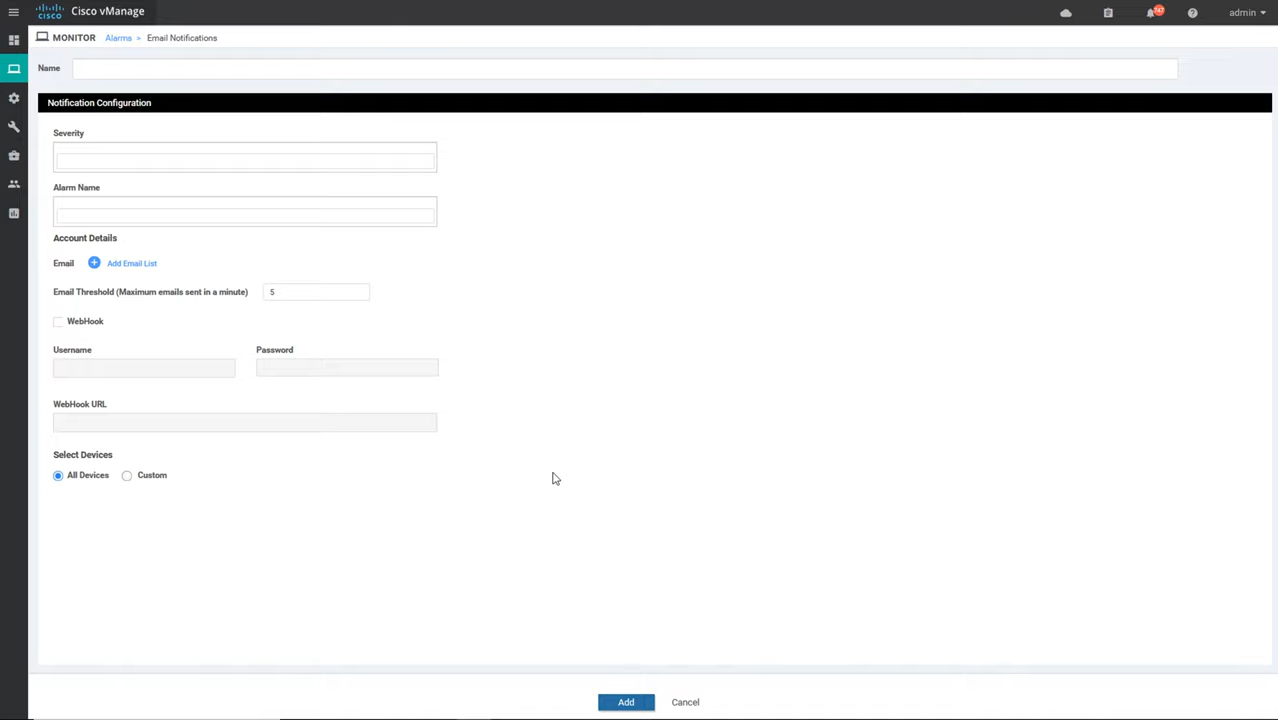 CISCO Cisco vManage 747 admin
MONITOR Alarms > Email Notifications
Name
Notification Configuration
Severity
Alarm Name
Account Details
Email Add Email List
Email Threshold (Maximum emails sent in a minute) 5
WebHook
Username Password
WebHook URL
Select Devices
All Devices Custom
Add Cancel